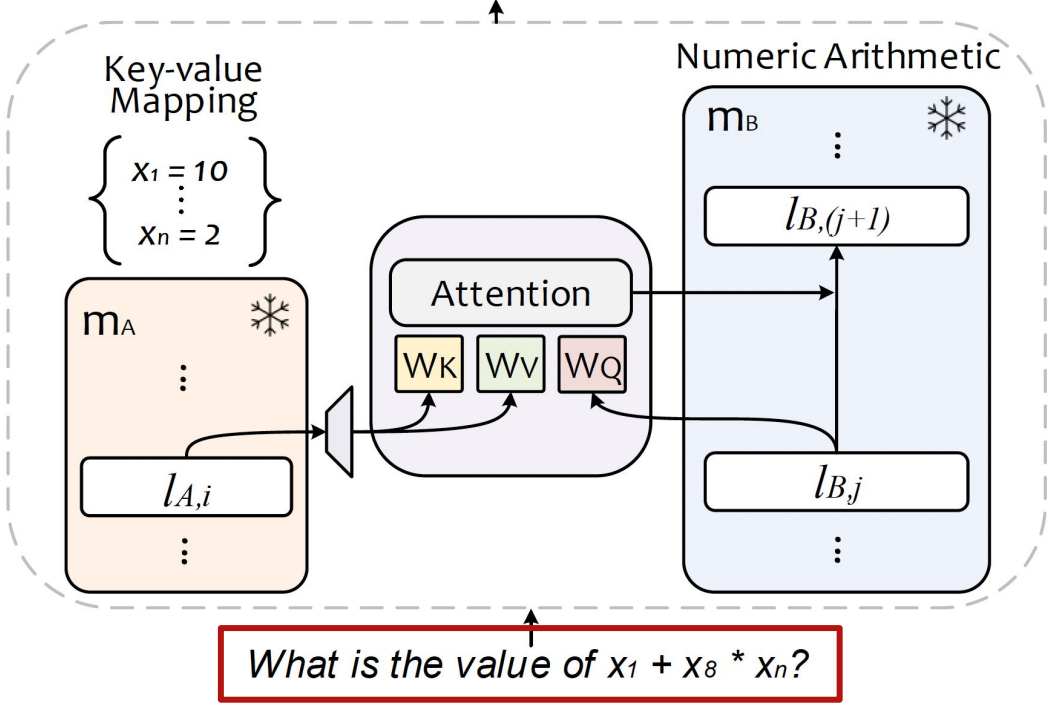 Key-value
Mapping
x₁ = 10
⋮
xₙ = 2
Numeric Arithmetic
mB
⋮
lB,(j+1)
Attention
WK WV WQ
mA
⋮
lA,i
⋮
lB,j
⋮
What is the value of x₁ + x₈ * xₙ?